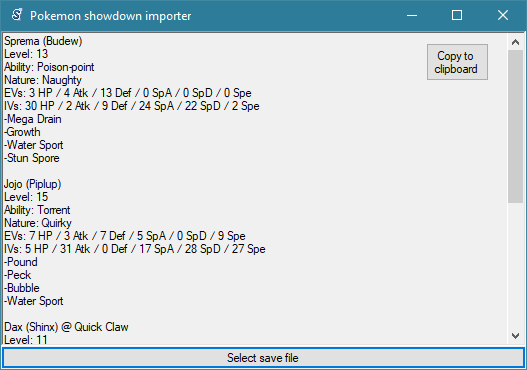 Pokemon showdown importer
Sprema (Budew)
Level: 13
Ability: Poison-point
Nature: Naughty
EVs: 3 HP / 4 Atk / 13 Def / 0 SpA / 0 SpD / 0 Spe
IVs: 30 HP / 2 Atk / 9 Def / 24 SpA / 22 SpD / 2 Spe
-Mega Drain
-Growth
-Water Sport
-Stun Spore
Jojo (Piplup)
Level: 15
Ability: Torrent
Nature: Quirky
EVs: 7 HP / 3 Atk / 7 Def / 5 SpA / 0 SpD / 9 Spe
IVs: 5 HP / 31 Atk / 0 Def / 17 SpA / 28 SpD / 27 Spe
-Pound
-Peck
-Bubble
-Water Sport
Dax (Shinx) @ Quick Claw
Level: 11
Copy to
clipboard
Select save file